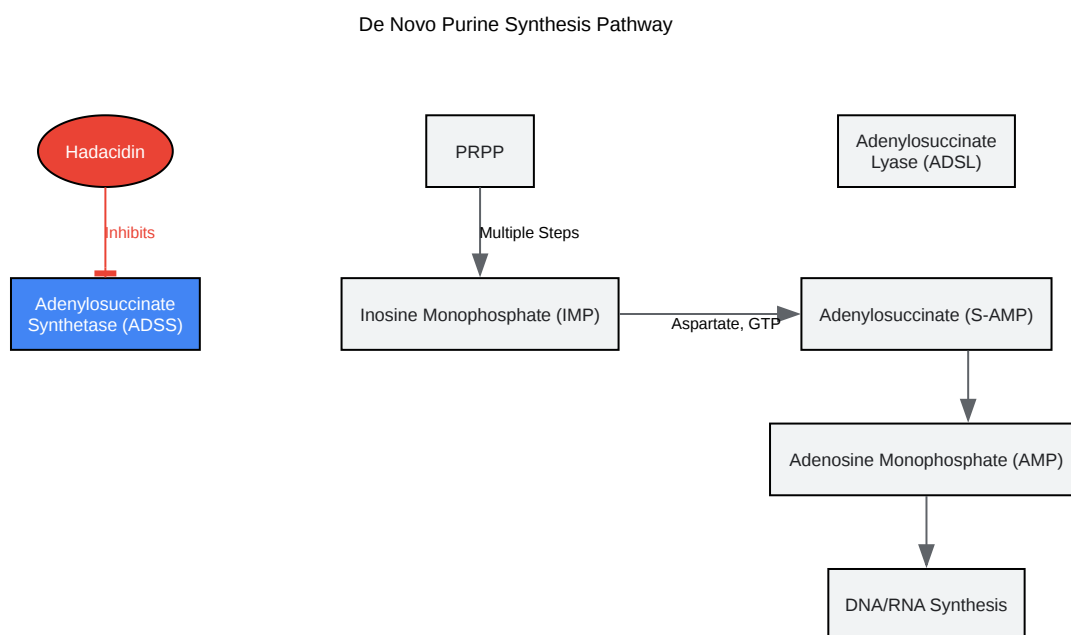 De Novo Purine Synthesis Pathway
Hadacidin
PRPP
Adenylosuccinate
Lyase (ADSL)
Inhibits
Multiple Steps
Adenylosuccinate
Synthetase (ADSS)
Inosine Monophosphate (IMP)
Aspartate, GTP
Adenylosuccinate (S-AMP)
Adenosine Monophosphate (AMP)
DNA/RNA Synthesis